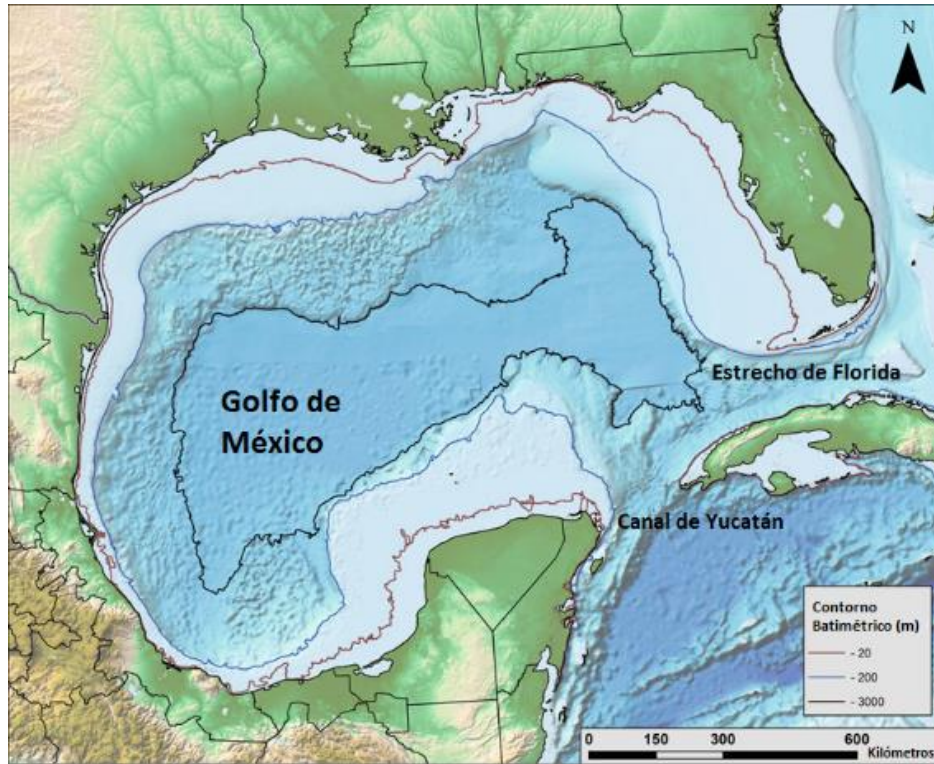 N
Estrecho de Florida
Golfo de
México
Canal de Yucatán
Contorno
Batimétrico (m)
- 20
- 200
- 3000
0 150 300 600
Kilómetros